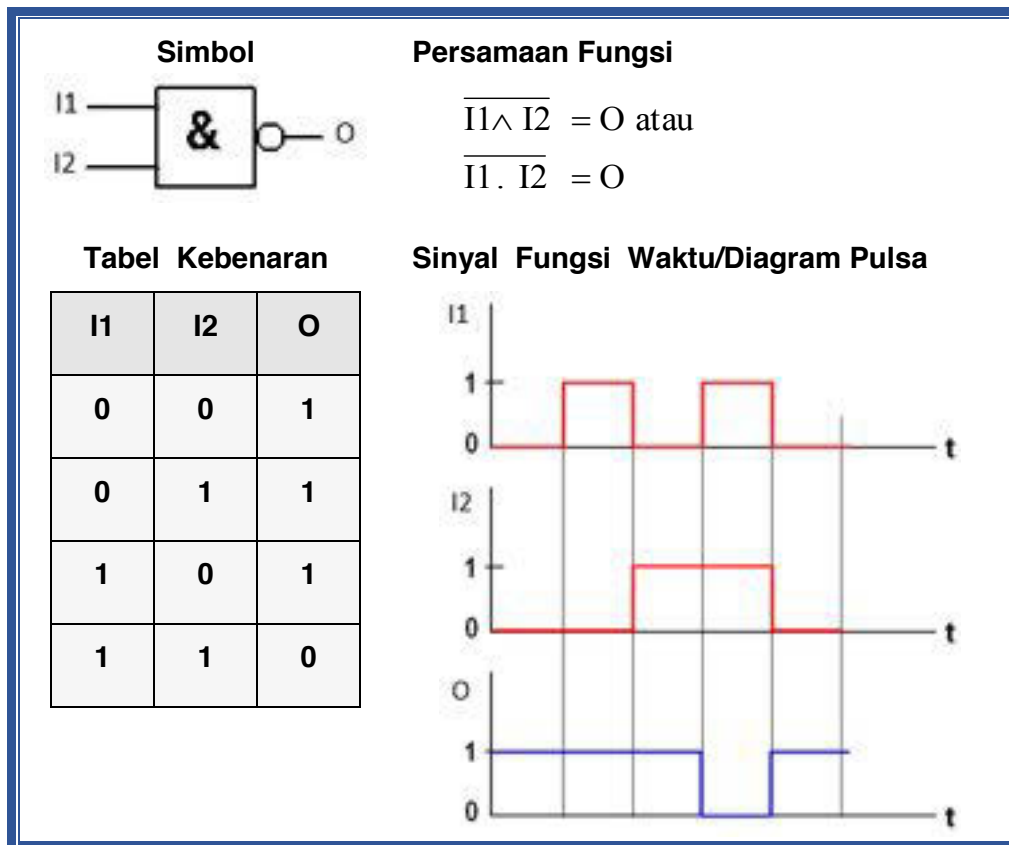 Simbol
Persamaan Fungsi
I1
I2
&
O
I1∧ I2 = O atau
I1. I2 = O
Tabel Kebenaran
I1 I2 O
0 0 1
0 1 1
1 0 1
1 1 0
Sinyal Fungsi Waktu/Diagram Pulsa
I1
1
0
t
I2
1
0
t
O
1
0
t